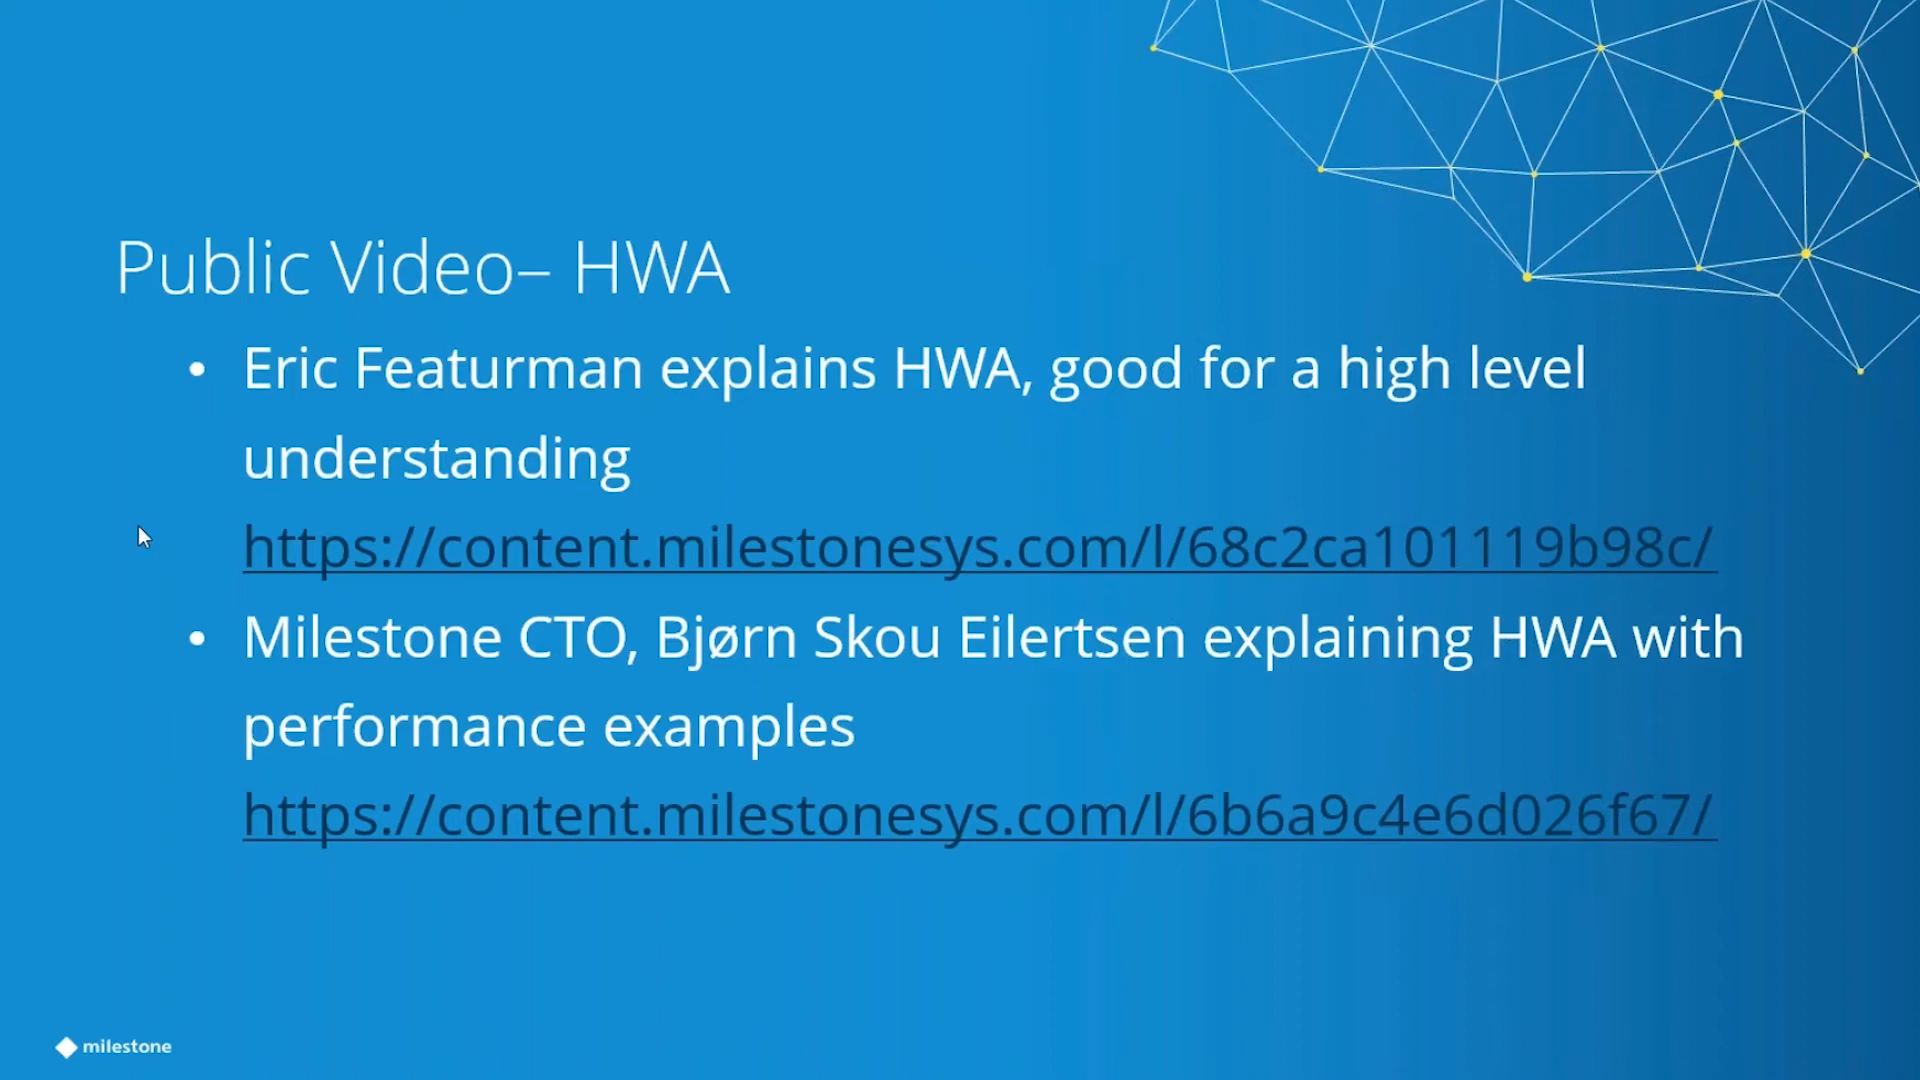 Public Video– HWA
• Eric Featurman explains HWA, good for a high level
understanding
https://content.milestonesys.com/l/68c2ca101119b98c/
• Milestone CTO, Bjørn Skou Eilertsen explaining HWA with
performance examples
https://content.milestonesys.com/l/6b6a9c4e6d026f67/
milestone